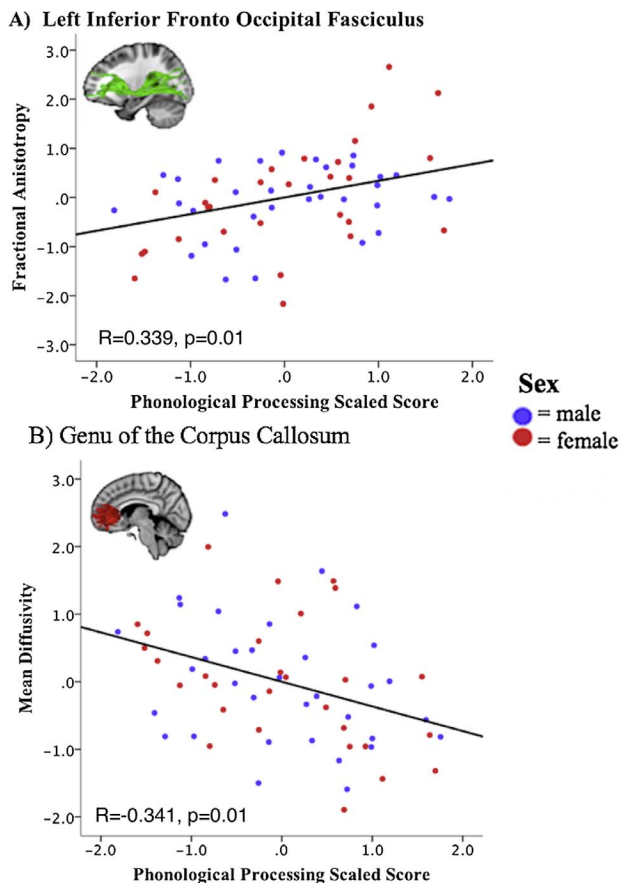 A) Left Inferior Fronto Occipital Fasciculus
3.0
2.0
1.0
.0
-1.0
-2.0
-3.0
Fractional Anistotropy
R=0.339, p=0.01
-2.0 -1.0 .0 1.0 2.0
Phonological Processing Scaled Score
Sex
= male
= female
B) Genu of the Corpus Callosum
3.0
2.0
1.0
.0
-1.0
-2.0
Mean Diffusivity
R=-0.341, p=0.01
-2.0 -1.0 .0 1.0 2.0
Phonological Processing Scaled Score